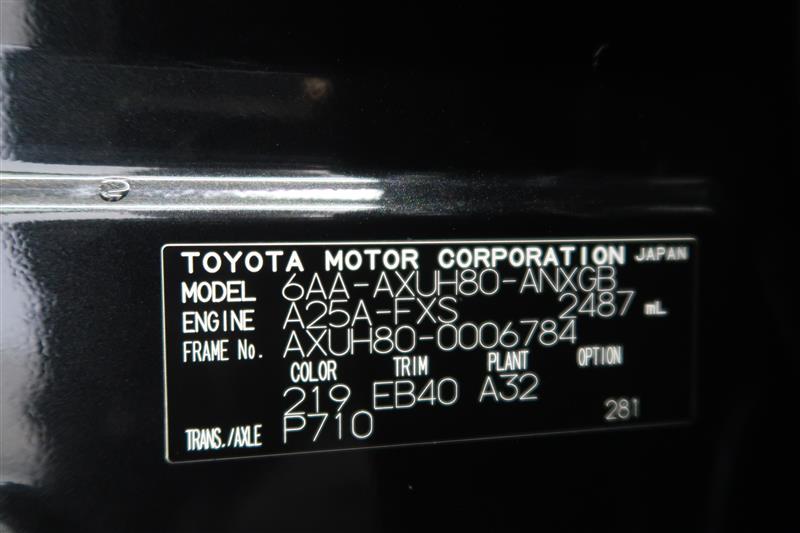 TOYOTA MOTOR CORPORATION JAPAN
MODEL 6AA-AXUH80-ANXGB
ENGINE A25A-FXS 2487 mL
FRAME No. AXUH80-0006784
COLOR TRIM PLANT OPTION
219 EB40 A32
TRANS./AXLE P710 281